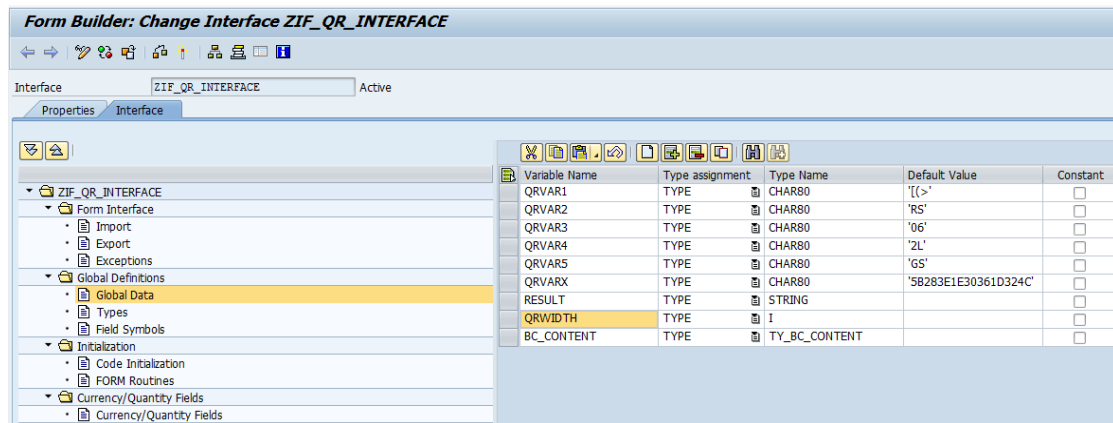 Form Builder: Change Interface ZIF_QR_INTERFACE
Interface ZIF_QR_INTERFACE Active
Properties Interface
Variable Name Type assignment Type Name Default Value Constant
ZIF_QR_INTERFACE
Form Interface
Import
Export
Exceptions
Global Definitions
Global Data
Types
Field Symbols
Initialization
Code Initialization
FORM Routines
Currency/Quantity Fields
Currency/Quantity Fields
QRVAR1 TYPE CHAR80 '[(>'
QRVAR2 TYPE CHAR80 'RS'
QRVAR3 TYPE CHAR80 '06'
QRVAR4 TYPE CHAR80 '2L'
QRVAR5 TYPE CHAR80 'GS'
QRVARX TYPE CHAR80 '5B283E1E30361D324C'
RESULT TYPE STRING
QRWIDTH TYPE I
BC_CONTENT TYPE TY_BC_CONTENT